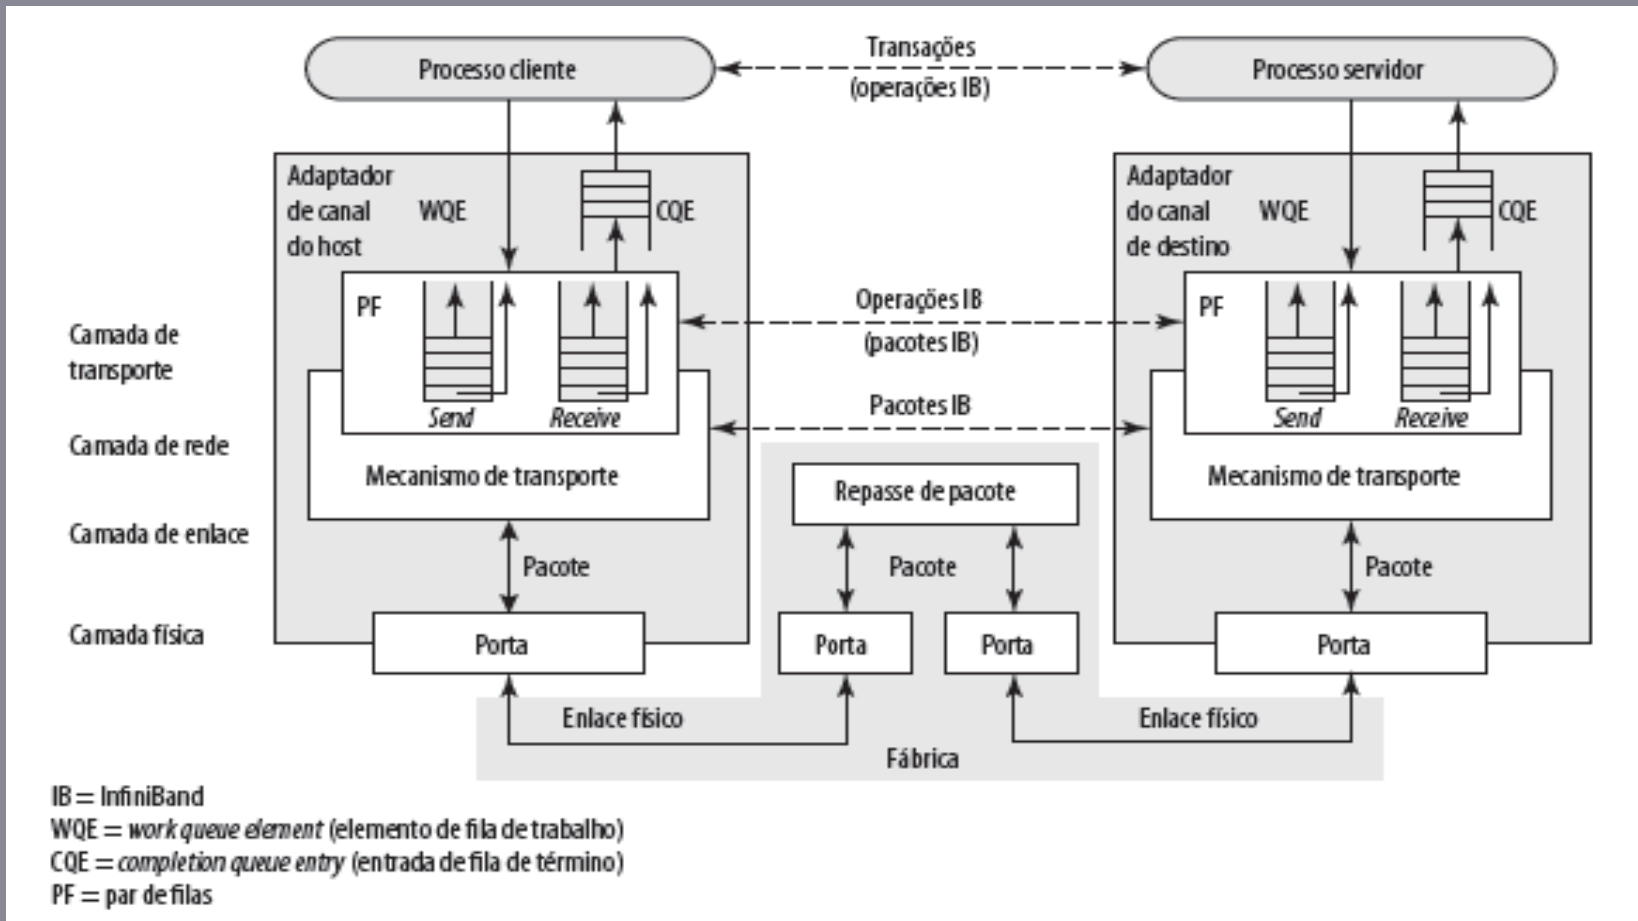 Processo cliente
Transações
(operações IB)
Processo servidor
Adaptador
de canal
do host
WQE
CQE
Adaptador
do canal
de destino
WQE
CQE
PF
Send
Receive
Operações IB
(pacotes IB)
PF
Send
Receive
Camada de
transporte
Pacotes IB
Camada de rede
Mecanismo de transporte
Repasse de pacote
Mecanismo de transporte
Camada de enlace
Pacote
Pacote
Pacote
Camada física
Porta
Porta
Porta
Porta
Enlace físico
Enlace físico
Fábrica
IB = InfiniBand
WQE = work queue element (elemento de fila de trabalho)
CQE = completion queue entry (entrada de fila de término)
PF = par de filas